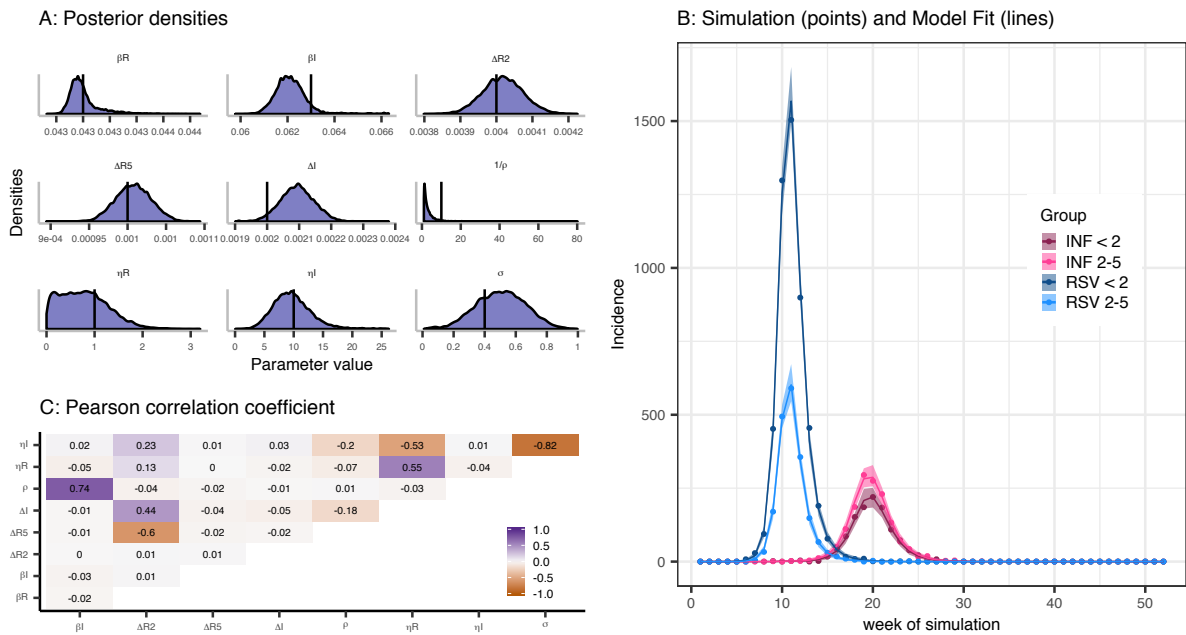 A: Posterior densities
βR
βI
ΔR2
0.043 0.043 0.043 0.043 0.044 0.044
0.06 0.062 0.064 0.066
0.0038 0.0039 0.004 0.0041 0.0042
ΔR5
ΔI
1/ρ
9e-04 0.00095 0.001 0.001 0.0011
0.0019 0.002 0.0021 0.0022 0.0023 0.0024
0 20 40 60 80
ηR
ηI
σ
0 1 2 3
0 5 10 15 20 25
0 0.2 0.4 0.6 0.8 1
Densities
Parameter value
C: Pearson correlation coefficient
ηI 0.02 0.23 0.01 0.03 -0.2 -0.53 0.01 -0.82
ηR -0.05 0.13 0 -0.02 -0.07 0.55 -0.04
ρ 0.74 -0.04 -0.02 -0.01 0.01 -0.03
ΔI -0.01 0.44 -0.04 -0.05 -0.18
ΔR5 -0.01 -0.6 -0.02 -0.02
ΔR2 0 0.01 0.01
βI -0.03 0.01
βR -0.02
βI ΔR2 ΔR5 ΔI ρ ηR ηI σ
1.0
0.5
0.0
-0.5
-1.0
B: Simulation (points) and Model Fit (lines)
Incidence
1500
1000
500
0
0 10 20 30 40 50
week of simulation
Group
INF < 2
INF 2-5
RSV < 2
RSV 2-5